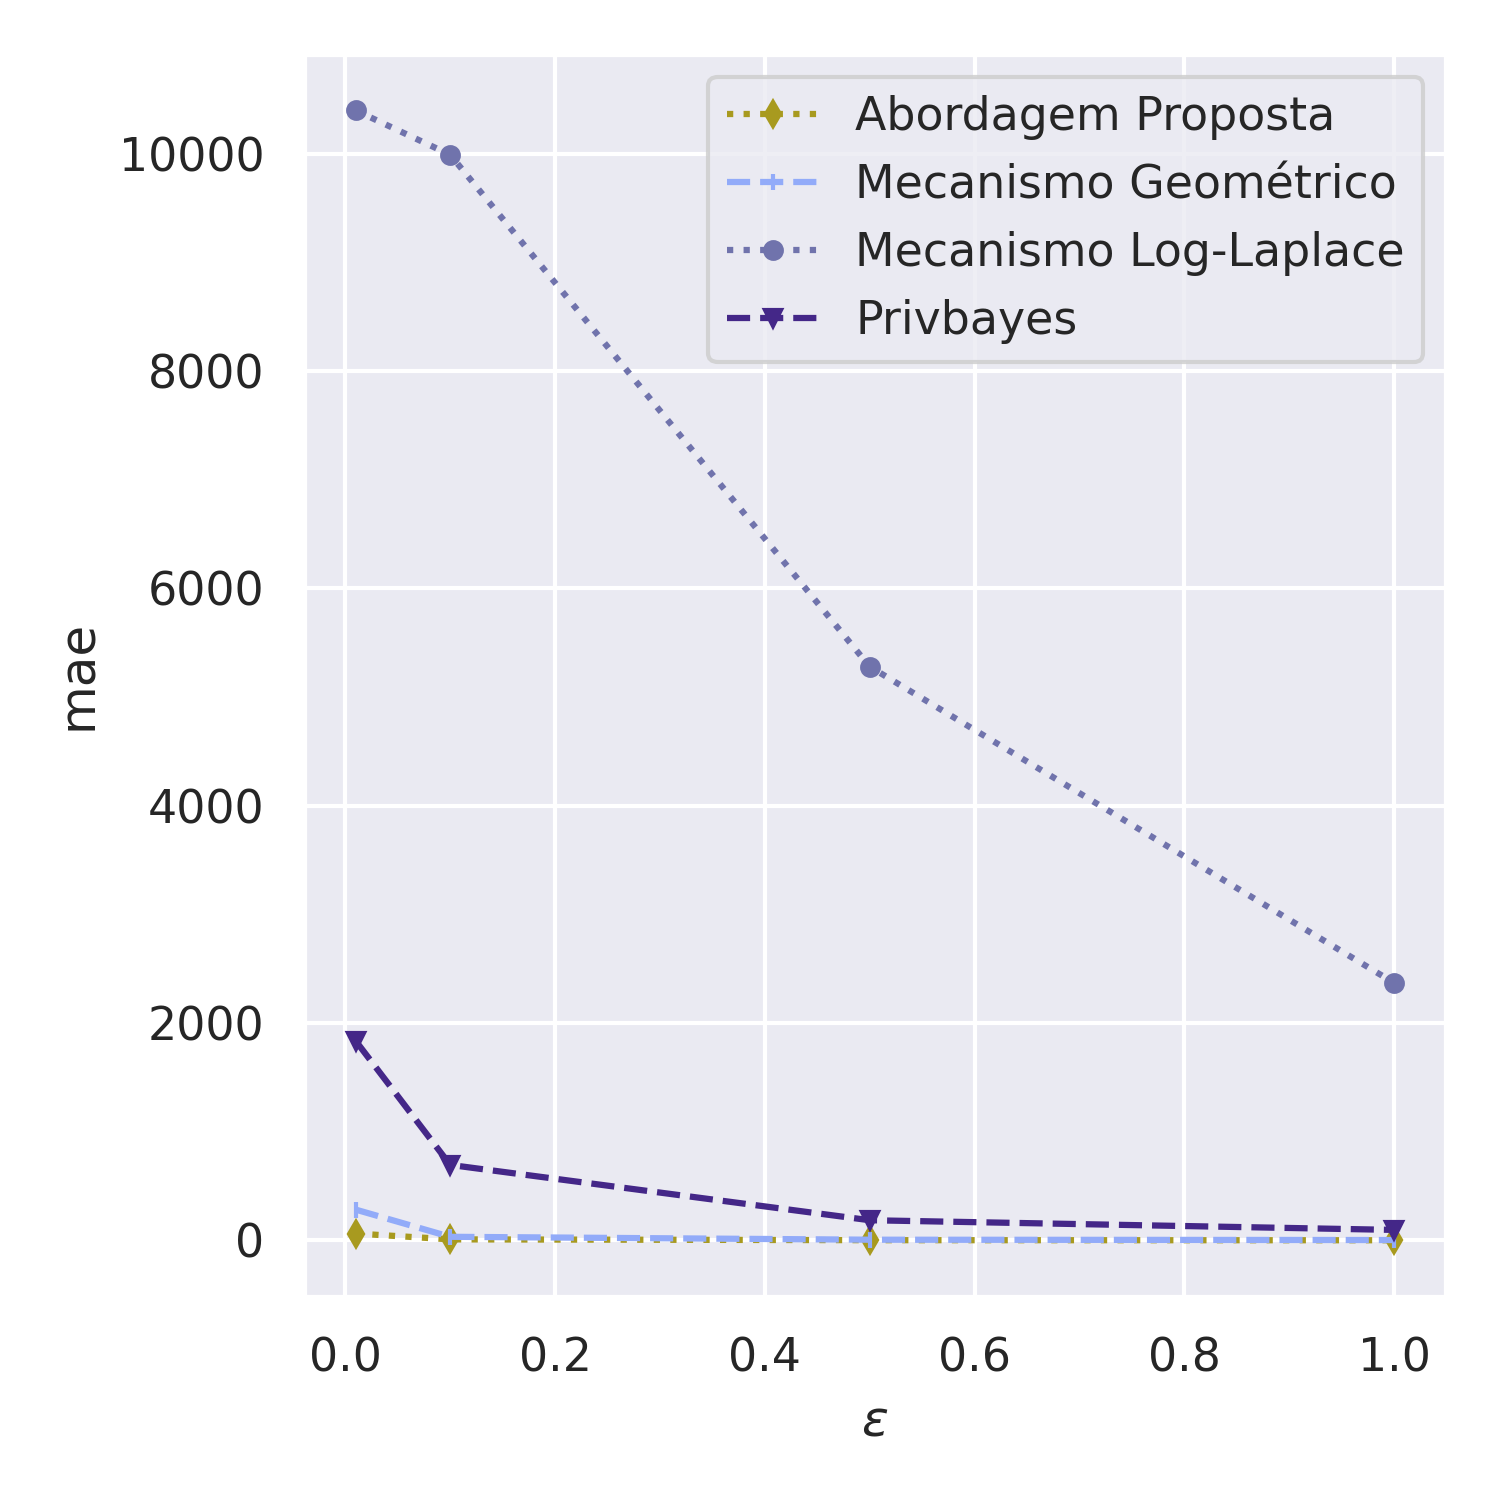 Abordagem Proposta
Mecanismo Geométrico
Mecanismo Log-Laplace
Privbayes
10000
8000
6000
4000
2000
0
mae
0.0 0.2 0.4 0.6 0.8 1.0
ε